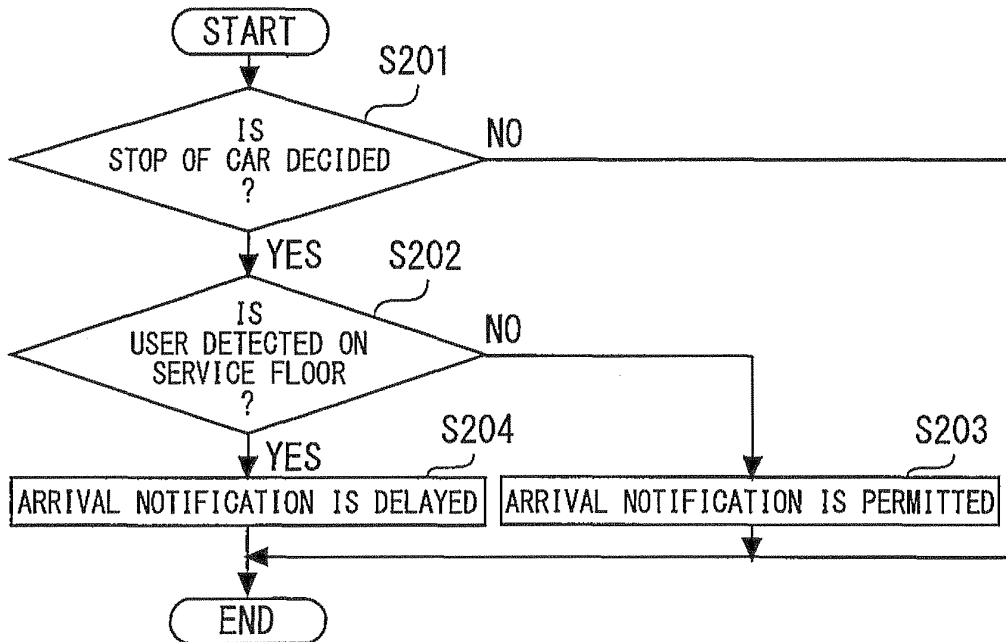 START
S201
IS
STOP OF CAR DECIDED
?
NO
YES
S202
IS
USER DETECTED ON
SERVICE FLOOR
?
NO
YES
S204
S203
ARRIVAL NOTIFICATION IS DELAYED
ARRIVAL NOTIFICATION IS PERMITTED
END